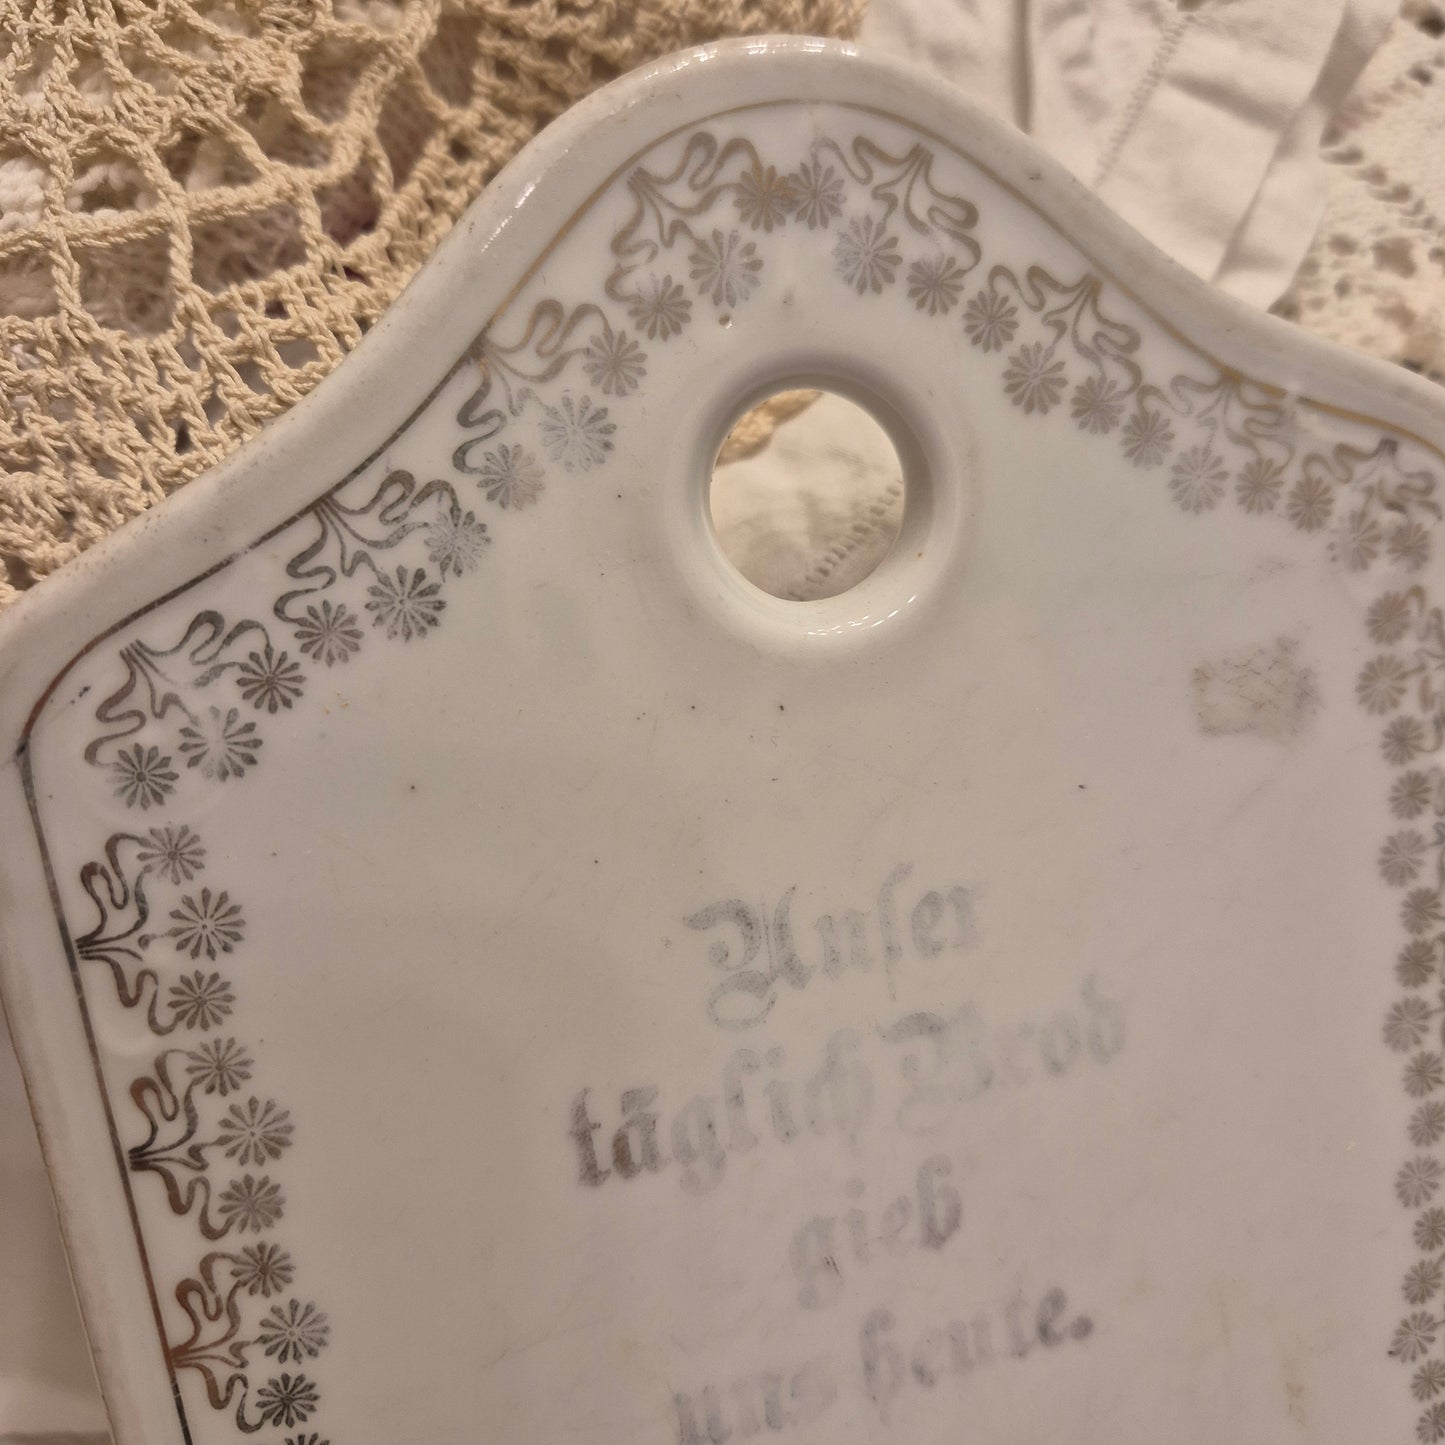 Unser
täglich Brod
gieb
uns heute.